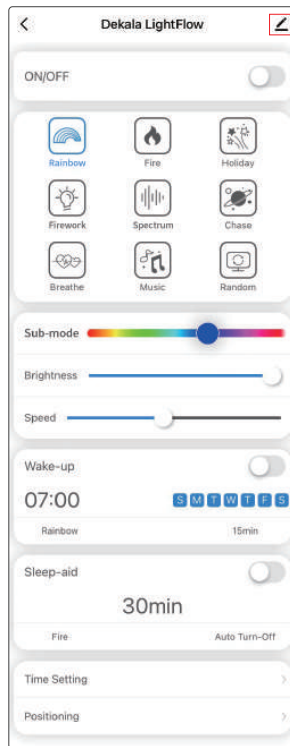 Dekala LightFlow
ON/OFF
Rainbow Fire Holiday
Firework Spectrum Chase
Breathe Music Random
Sub-mode
Brightness
Speed
Wake-up
07:00 S M T W T F S
Rainbow 15min
Sleep-aid
30min
Fire Auto Turn-Off
Time Setting
Positioning